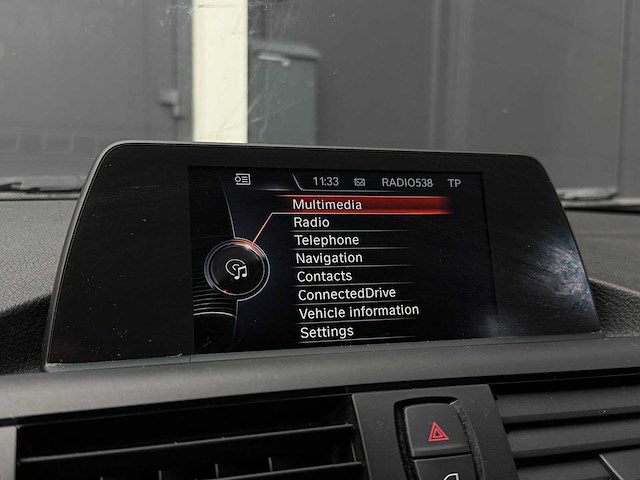 11:33 RADIO538 TP
Multimedia
Radio
Telephone
Navigation
Contacts
ConnectedDrive
Vehicle information
Settings